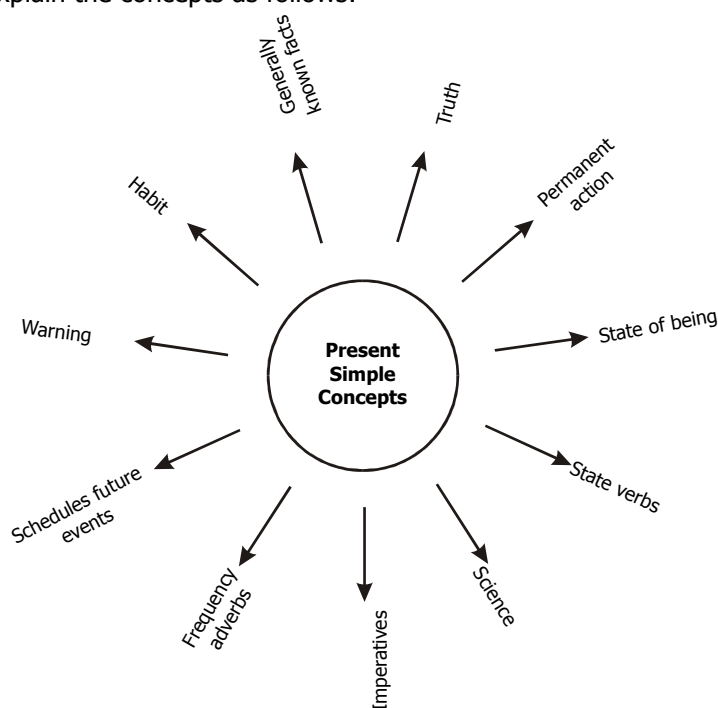 xplain the concepts as follows:
Generally
known facts
Truth
Permanent
action
State of being
State verbs
Science
Imperatives
Frequency
adverbs
Schedules future
events
Warning
Habit
Present
Simple
Concepts